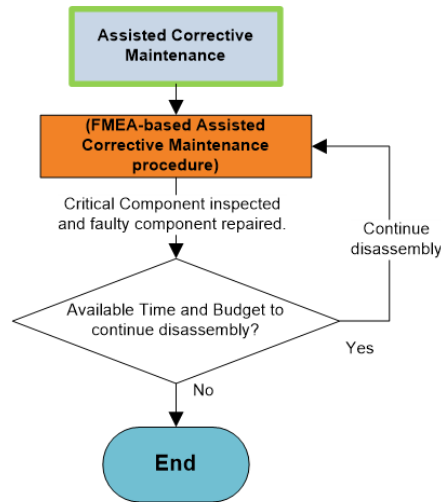 Assisted Corrective
Maintenance
(FMEA-based Assisted
Corrective Maintenance
procedure)
Critical Component inspected
and faulty component repaired.
Continue
disassembly
Available Time and Budget to
continue disassembly?
Yes
No
End